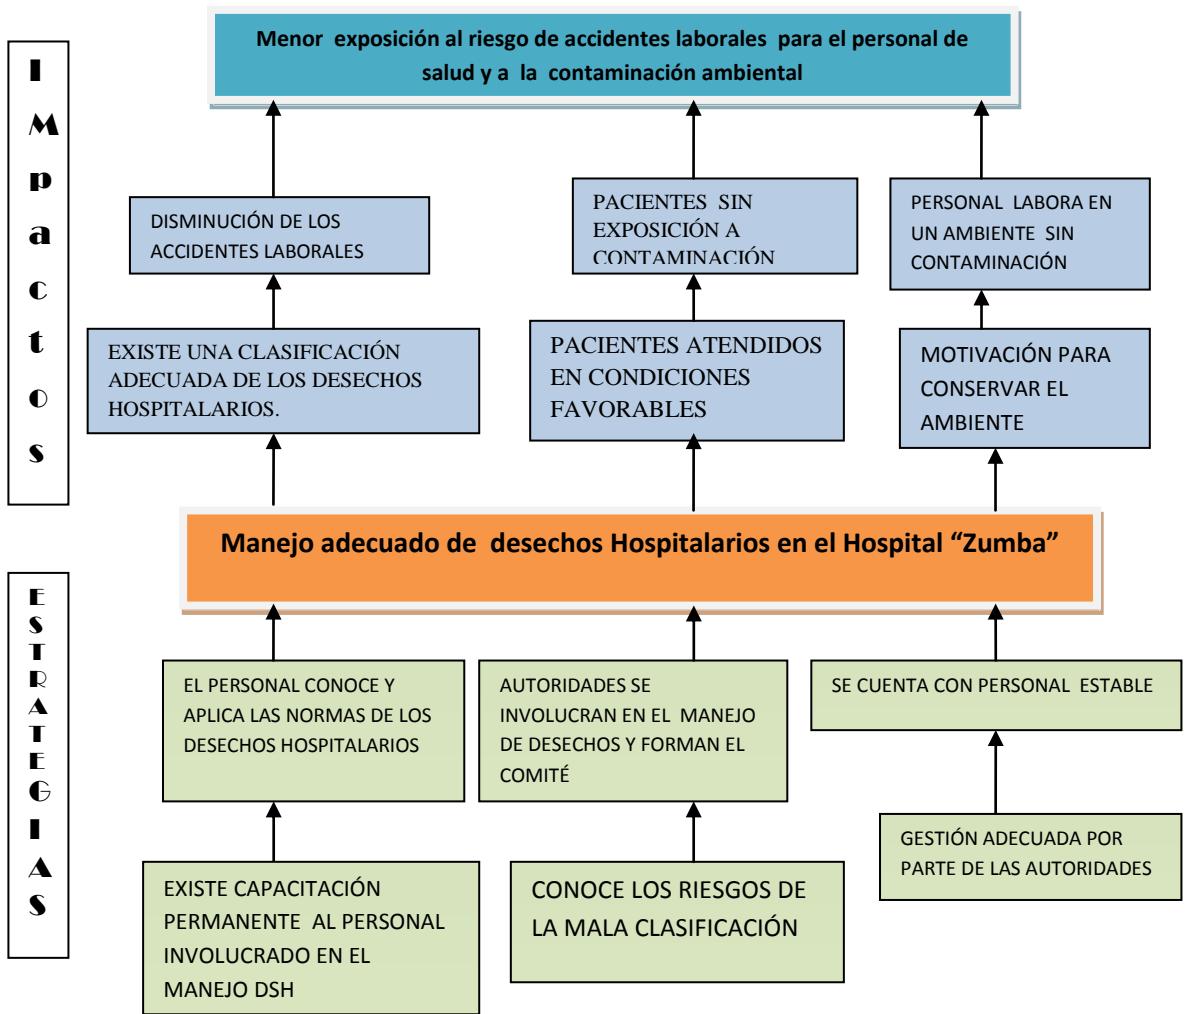 Menor exposición al riesgo de accidentes laborales para el personal de
salud y a la contaminación ambiental
Impactos
DISMINUCIÓN DE LOS
ACCIDENTES LABORALES
PACIENTES SIN
EXPOSICIÓN A
CONTAMINACIÓN
PERSONAL LABORA EN
UN AMBIENTE SIN
CONTAMINACIÓN
EXISTE UNA CLASIFICACIÓN
ADECUADA DE LOS DESECHOS
HOSPITALARIOS.
PACIENTES ATENDIDOS
EN CONDICIONES
FAVORABLES
MOTIVACIÓN PARA
CONSERVAR EL
AMBIENTE
Manejo adecuado de desechos Hospitalarios en el Hospital “Zumba”
ESTRATEGIAS
EL PERSONAL CONOCE Y
APLICA LAS NORMAS DE LOS
DESECHOS HOSPITALARIOS
AUTORIDADES SE
INVOLUCRAN EN EL MANEJO
DE DESECHOS Y FORMAN EL
COMITÉ
SE CUENTA CON PERSONAL ESTABLE
EXISTE CAPACITACIÓN
PERMANENTE AL PERSONAL
INVOLUCRADO EN EL
MANEJO DSH
CONOCE LOS RIESGOS DE
LA MALA CLASIFICACIÓN
GESTIÓN ADECUADA POR
PARTE DE LAS AUTORIDADES